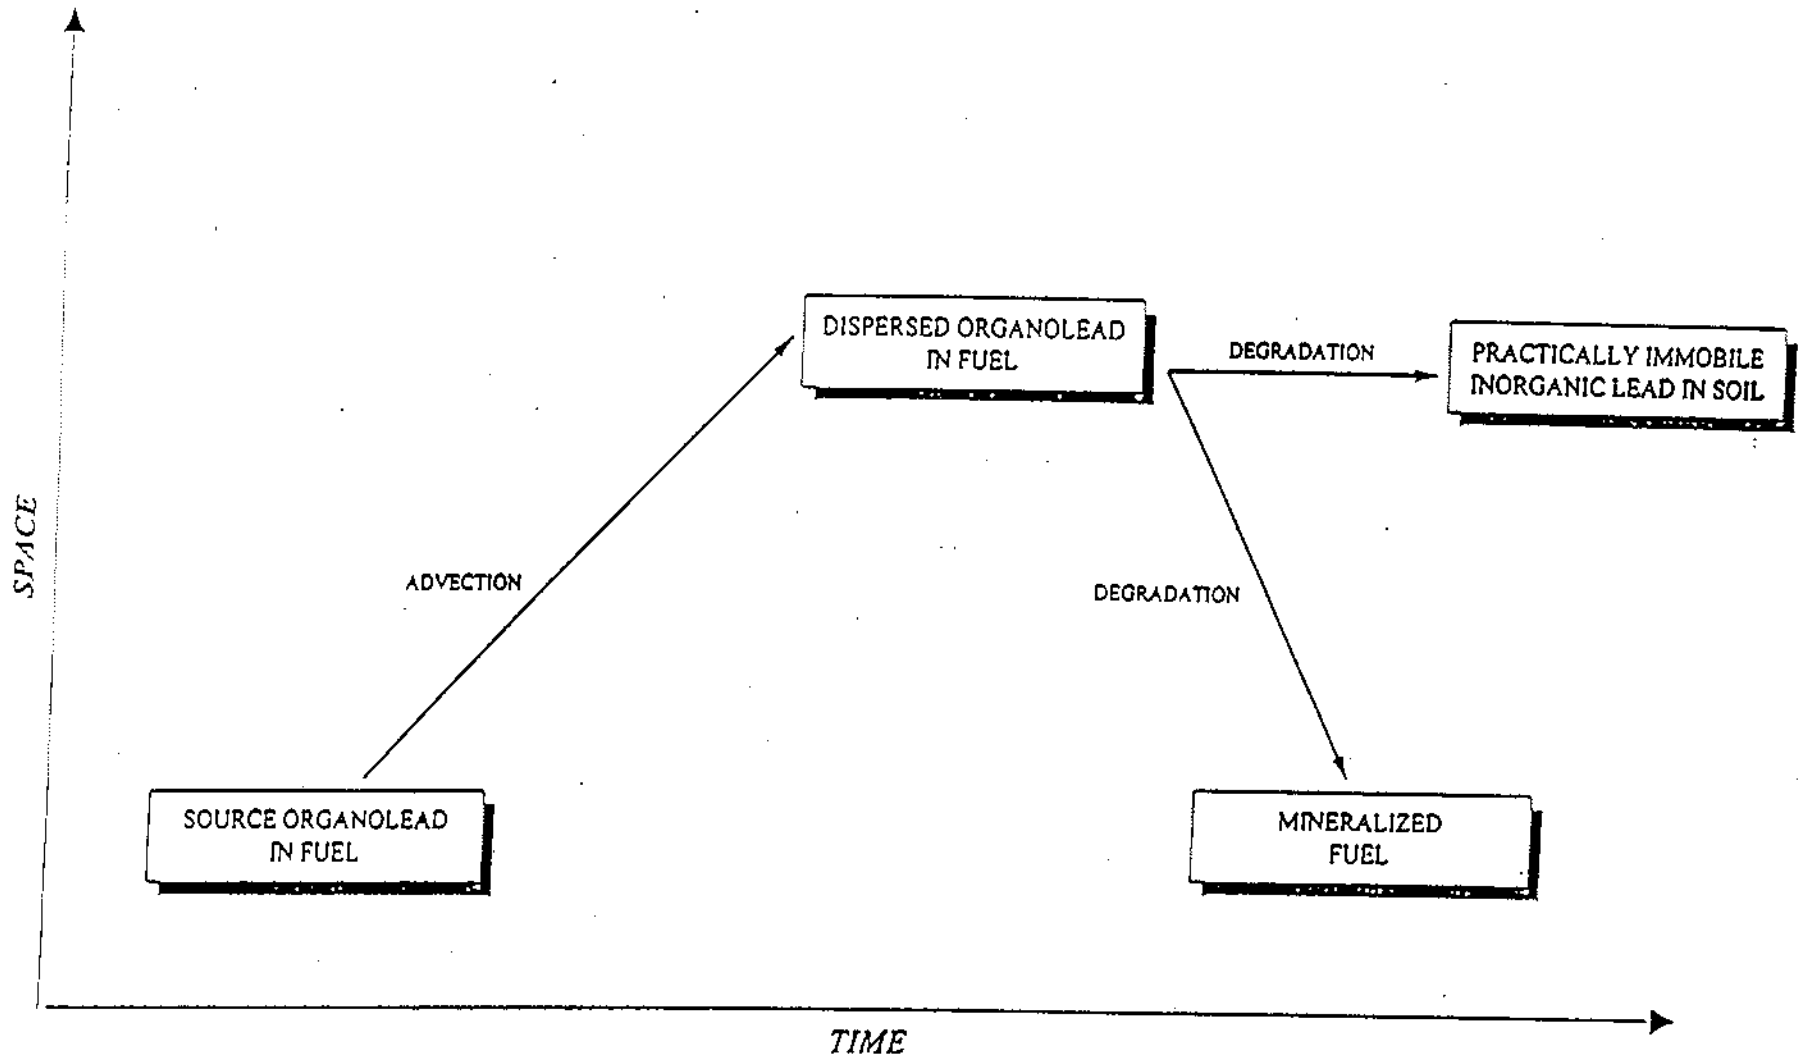 DISPERSED ORGANOLEAD
IN FUEL
DEGRADATION
PRACTICALLY IMMOBILE
INORGANIC LEAD IN SOIL
SPACE
ADVECTION
DEGRADATION
SOURCE ORGANOLEAD
IN FUEL
MINERALIZED
FUEL
TIME